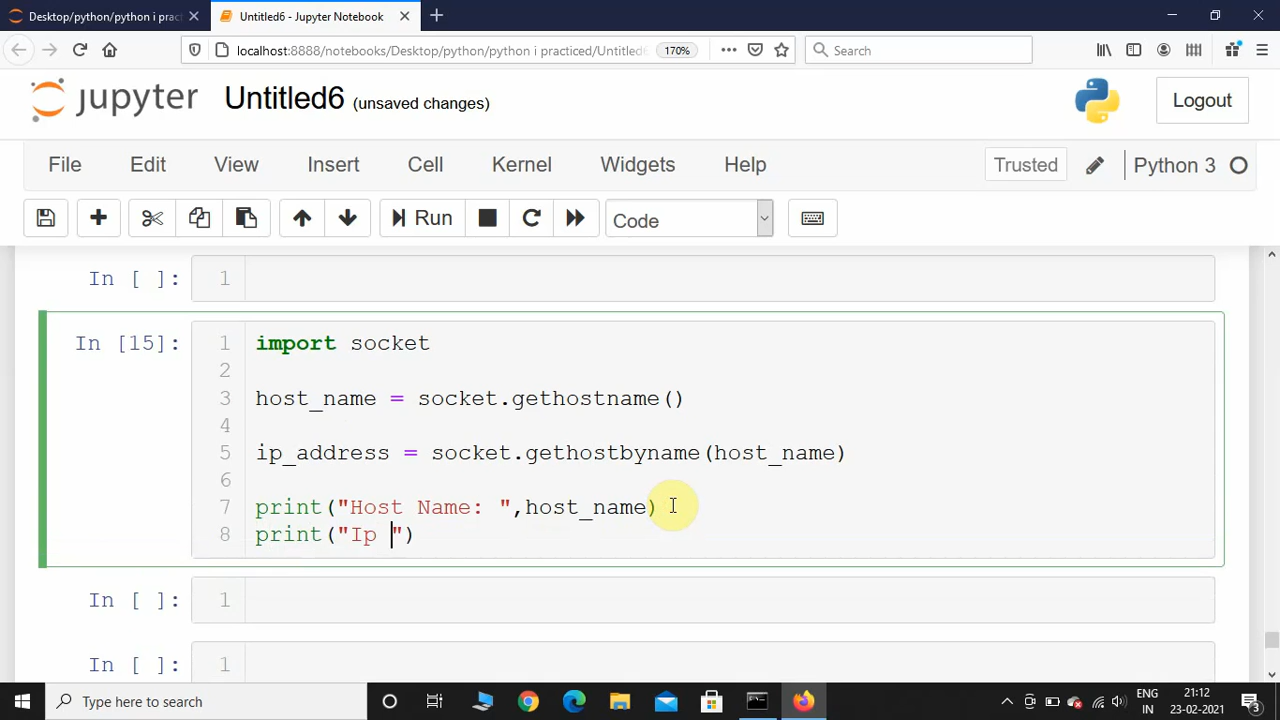 Desktop/python/python i practiced
Untitled6 - Jupyter Notebook
localhost:8888/notebooks/Desktop/python/python i practiced/Untitled6
170%
Search
jupyter Untitled6 (unsaved changes)
Logout
File Edit View Insert Cell Kernel Widgets Help
Trusted
Python 3
Run
Code
In [ ]: 1
In [15]: 1 import socket
2
3 host_name = socket.gethostname()
4
5 ip_address = socket.gethostbyname(host_name)
6
7 print("Host Name: ",host_name)
8 print("Ip ")
In [ ]: 1
In [ ]: 1
Type here to search
ENG
IN
21:12
23-02-2021
3